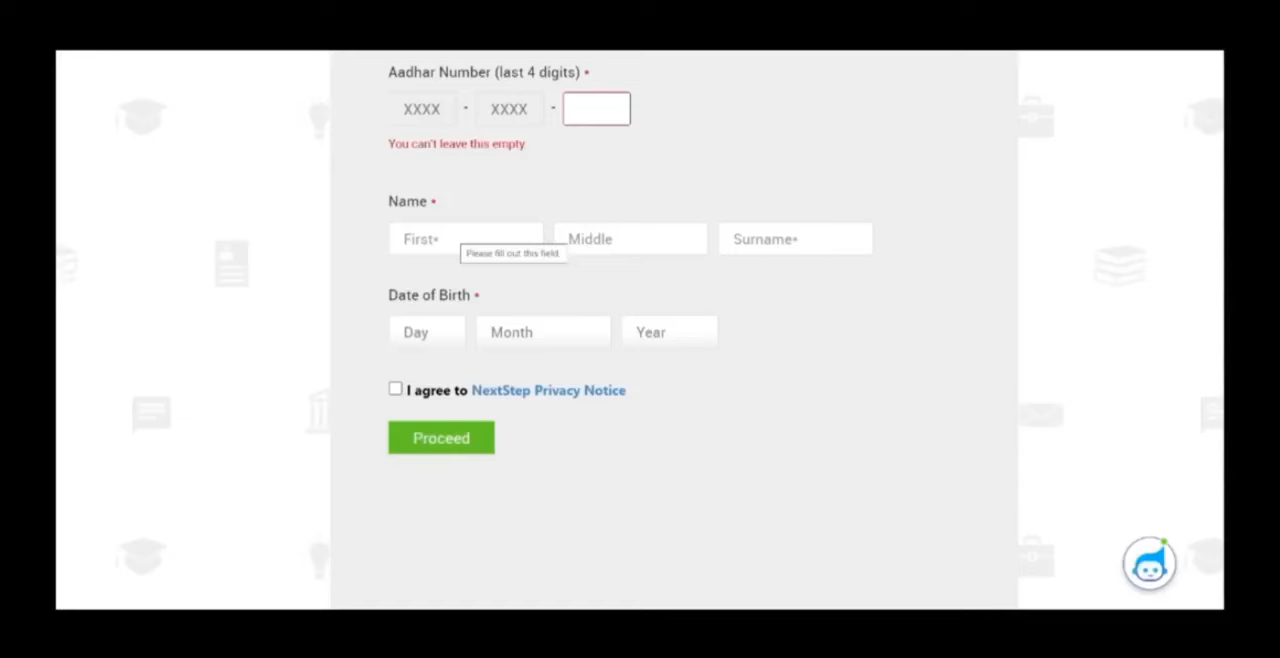 Aadhar Number (last 4 digits) •
XXXX - XXXX -
You can't leave this empty
Name •
First* Middle Surname*
Please fill out this field.
Date of Birth •
Day Month Year
I agree to NextStep Privacy Notice
Proceed